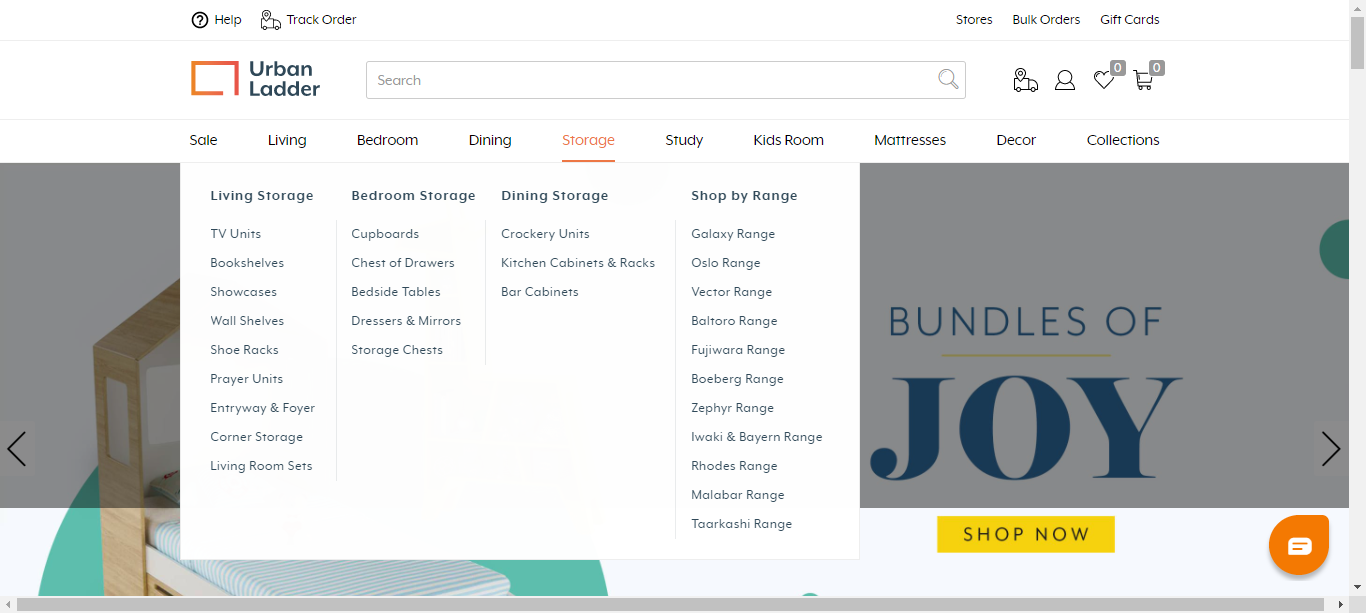 Help
Track Order
Stores
Bulk Orders
Gift Cards
Urban
Ladder
Search
0
0
Sale
Living
Bedroom
Dining
Storage
Study
Kids Room
Mattresses
Decor
Collections
Living Storage
TV Units
Bookshelves
Showcases
Wall Shelves
Shoe Racks
Prayer Units
Entryway & Foyer
Corner Storage
Living Room Sets
Bedroom Storage
Cupboards
Chest of Drawers
Bedside Tables
Dressers & Mirrors
Storage Chests
Dining Storage
Crockery Units
Kitchen Cabinets & Racks
Bar Cabinets
Shop by Range
Galaxy Range
Oslo Range
Vector Range
Baltoro Range
Fujiwara Range
Boeberg Range
Zephyr Range
Iwaki & Bayern Range
Rhodes Range
Malabar Range
Taarkashi Range
BUNDLES OF
JOY
SHOP NOW